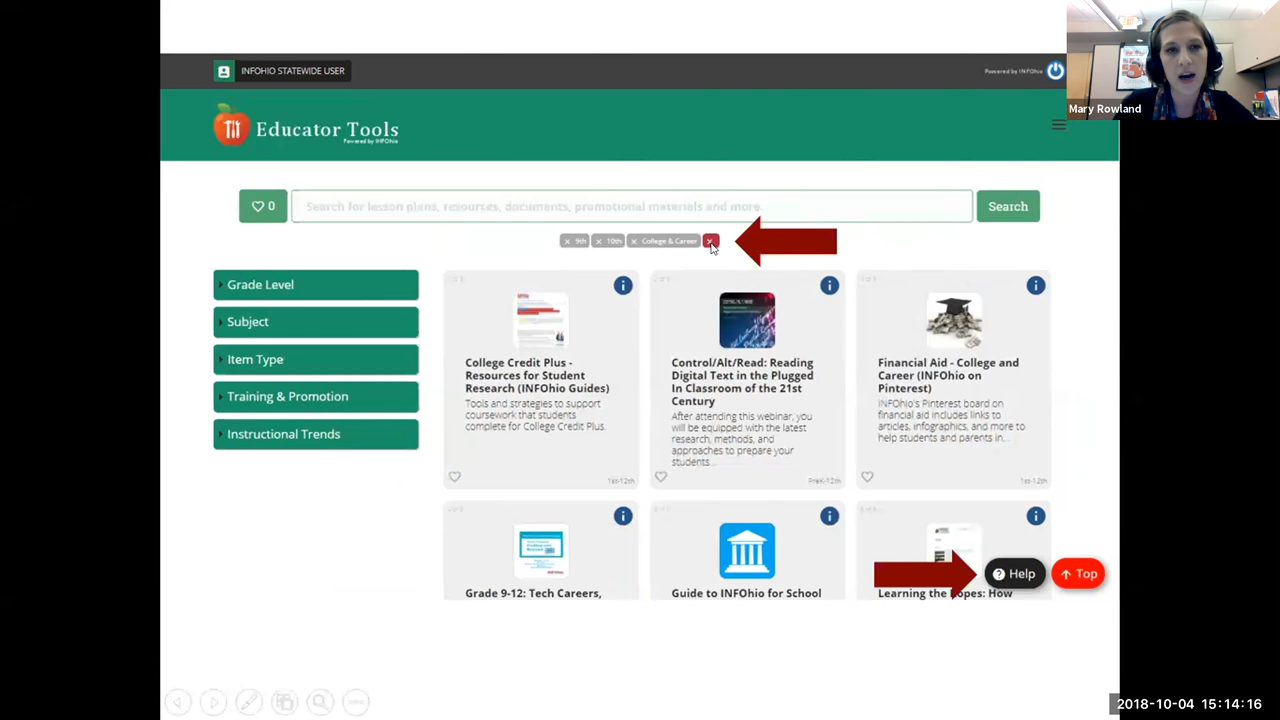 INFOHIO STATEWIDE USER
Powered by INFOhio
Mary Rowland
Educator Tools
Powered by INFOhio
0
Search for lesson plans, resources, documents, promotional materials and more.
Search
× 9th × 10th × College & Career ×
Grade Level
Subject
Item Type
Training & Promotion
Instructional Trends
College Credit Plus -
Resources for Student
Research (INFOhio Guides)
Tools and strategies to support
coursework that students
complete for College Credit Plus.
1st-12th
Control/Alt/Read: Reading
Digital Text in the Plugged
In Classroom of the 21st
Century
After attending this webinar, you
will be equipped with the latest
research, methods, and
approaches to prepare your
students...
PreK-12th
Financial Aid - College and
Career (INFOhio on
Pinterest)
INFOhio's Pinterest board on
financial aid includes links to
articles, infographics, and more to
help students and parents in...
1st-12th
Grade 9-12: Tech Careers,
Guide to INFOhio for School
Learning the Ropes: How
Help
Top
2018-10-04 15:14:16